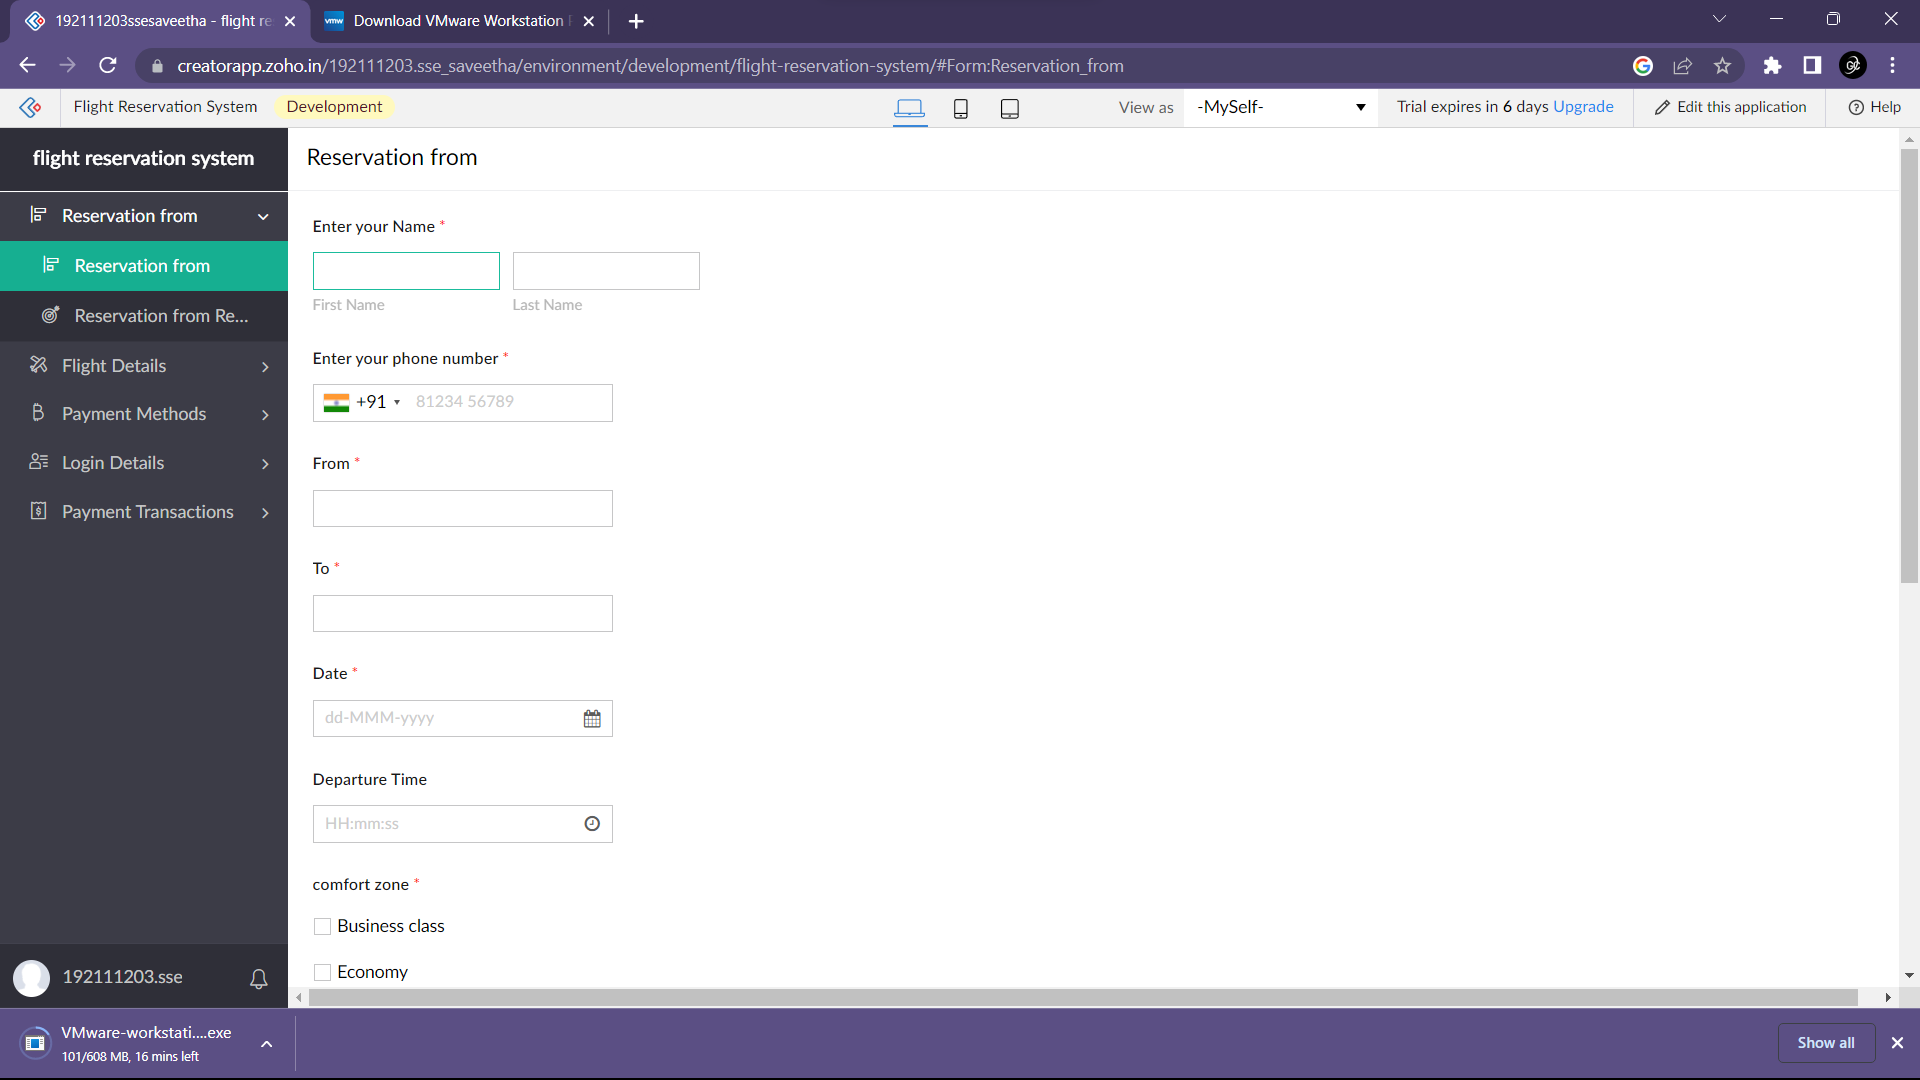 192111203ssesaveetha - flight re
vmw Download VMware Workstation
creatorapp.zoho.in/192111203.sse_saveetha/environment/development/flight-reservation-system/#Form:Reservation_from
Flight Reservation System Development View as -MySelf- Trial expires in 6 days Upgrade Edit this application Help
flight reservation system
Reservation from
Reservation from
Reservation from Re...
Flight Details
Payment Methods
Login Details
Payment Transactions
192111203.sse
Reservation from
Enter your Name *
First Name Last Name
Enter your phone number *
+91 81234 56789
From *
To *
Date *
dd-MMM-yyyy
Departure Time
HH:mm:ss
comfort zone *
Business class
Economy
VMware-workstati....exe
101/608 MB, 16 mins left
Show all